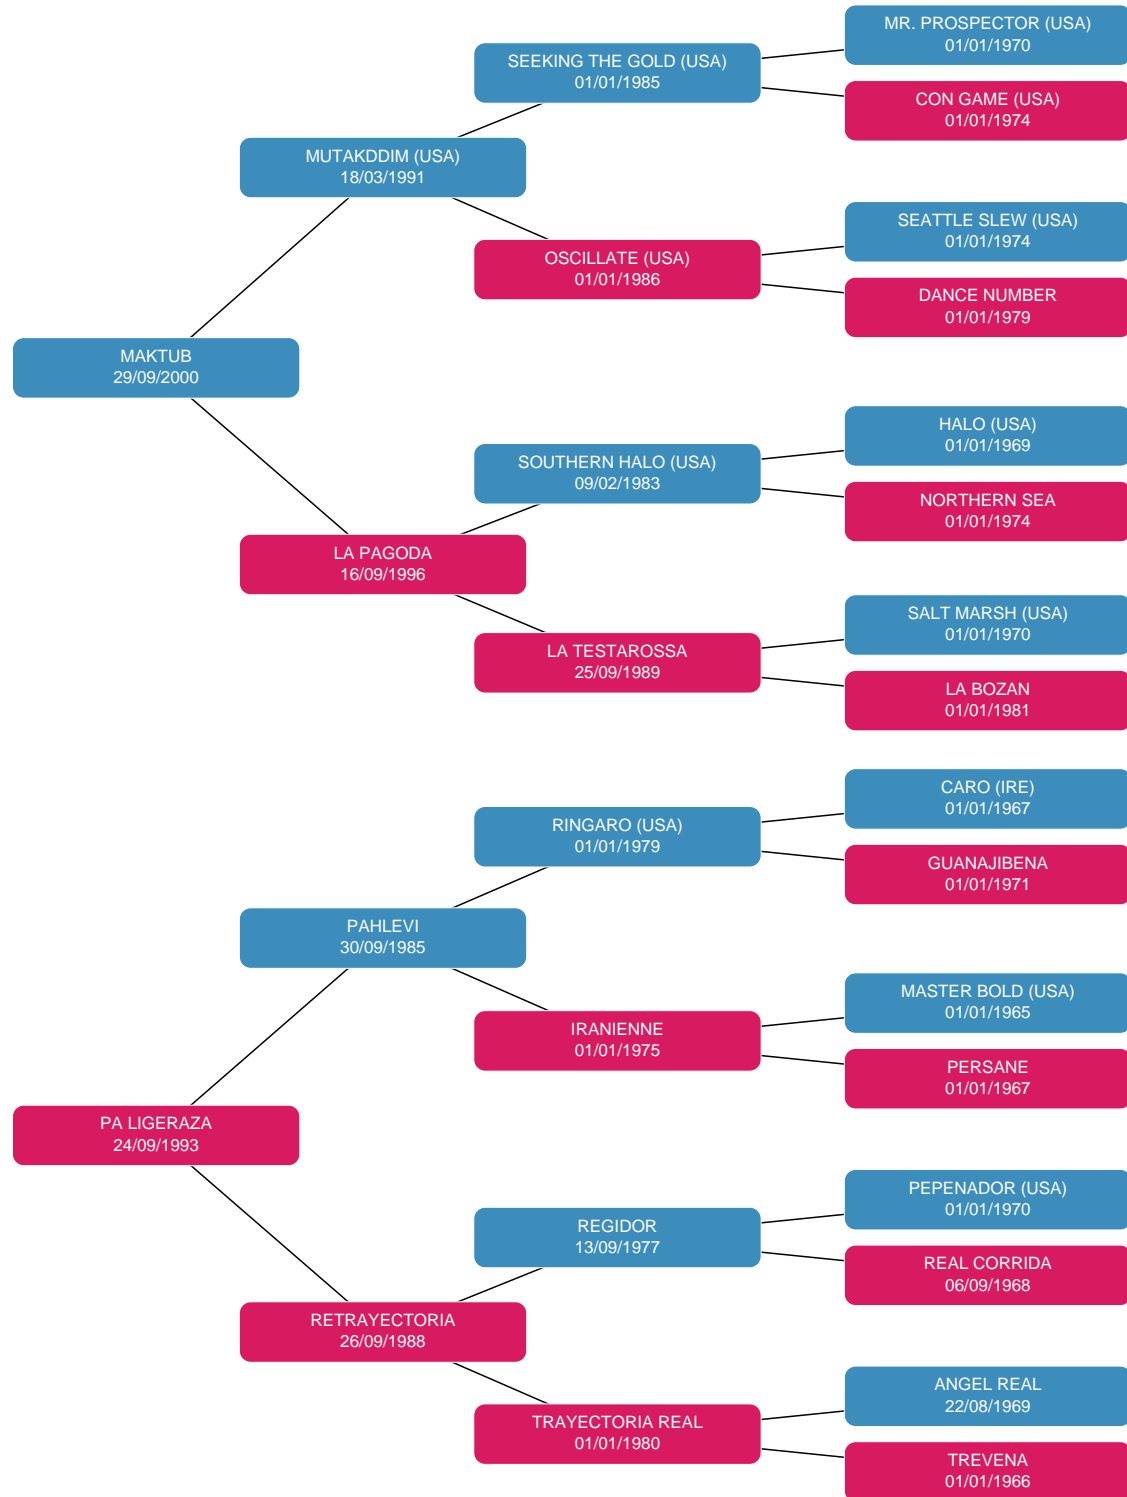 MR. PROSPECTOR (USA)
01/01/1970
SEEKING THE GOLD (USA)
01/01/1985
CON GAME (USA)
01/01/1974
MUTAKDDIM (USA)
18/03/1991
SEATTLE SLEW (USA)
01/01/1974
OSCILLATE (USA)
01/01/1986
DANCE NUMBER
01/01/1979
MAKTUB
29/09/2000
HALO (USA)
01/01/1969
SOUTHERN HALO (USA)
09/02/1983
NORTHERN SEA
01/01/1974
LA PAGODA
16/09/1996
SALT MARSH (USA)
01/01/1970
LA TESTAROSSA
25/09/1989
LA BOZAN
01/01/1981
CARO (IRE)
01/01/1967
RINGARO (USA)
01/01/1979
GUANAJIBENA
01/01/1971
PAHLEVI
30/09/1985
MASTER BOLD (USA)
01/01/1965
IRANIENNE
01/01/1975
PERSANE
01/01/1967
PA LIGERAZA
24/09/1993
PEPENADOR (USA)
01/01/1970
REGIDOR
13/09/1977
REAL CORRIDA
06/09/1968
RETRAYECTORIA
26/09/1988
ANGEL REAL
22/08/1969
TRAYECTORIA REAL
01/01/1980
TREVENA
01/01/1966